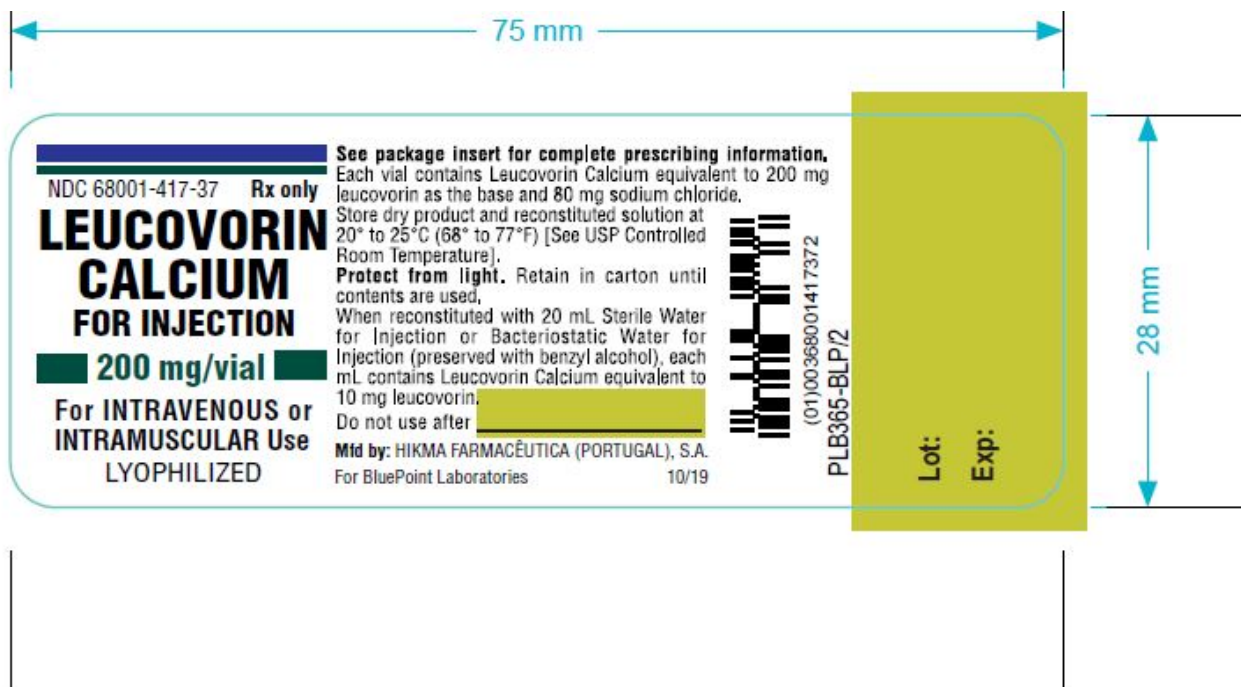 75 mm
NDC 68001-417-37 Rx only
LEUCOVORIN
CALCIUM
FOR INJECTION
200 mg/vial
For INTRAVENOUS or
INTRAMUSCULAR Use
LYOPHILIZED
See package insert for complete prescribing information.
Each vial contains Leucovorin Calcium equivalent to 200 mg
leucovorin as the base and 80 mg sodium chloride.
Store dry product and reconstituted solution at
20° to 25°C (68° to 77°F) [See USP Controlled
Room Temperature].
Protect from light. Retain in carton until
contents are used.
When reconstituted with 20 mL Sterile Water
for Injection or Bacteriostatic Water for
Injection (preserved with benzyl alcohol), each
mL contains Leucovorin Calcium equivalent to
10 mg leucovorin.
Do not use after
Mfd by: HIKMA FARMACÊUTICA (PORTUGAL), S.A.
For BluePoint Laboratories 10/19
(01)00368001417372
PLB365-BLP/2
Lot:
Exp:
28 mm